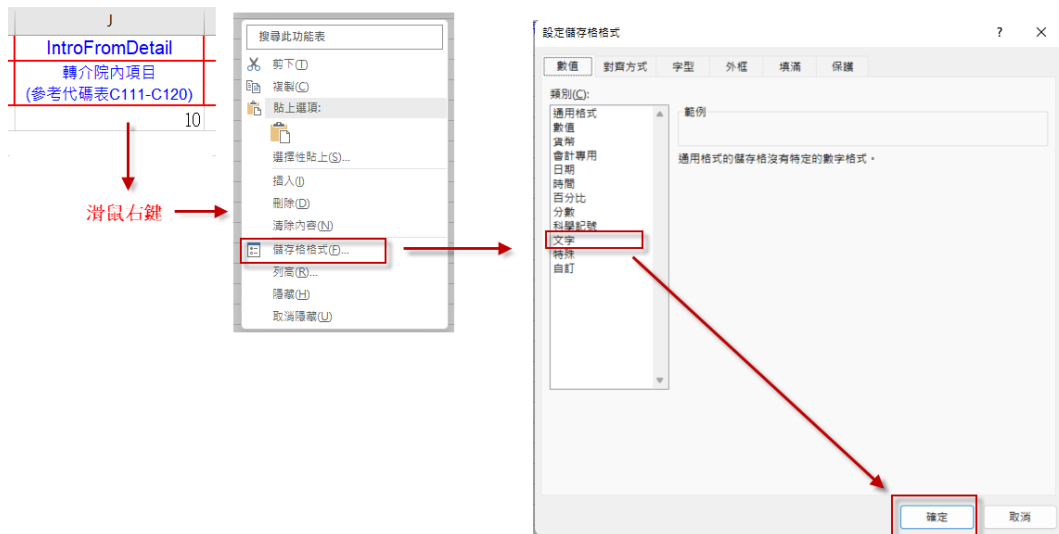 J
IntroFromDetail
轉介院內項目
(參考代碼表C111-C120)
10
滑鼠右鍵
搜尋此功能表
剪下(T)
複製(C)
貼上選項:
選擇性貼上(S)...
插入(I)
刪除(D)
清除內容(N)
儲存格格式(F)...
列高(R)...
隱藏(H)
取消隱藏(U)
設定儲存格格式
? ×
數值 對齊方式 字型 外框 填滿 保護
類別(C):
通用格式
數值
貨幣
會計專用
日期
時間
百分比
分數
科學記號
文字
特殊
自訂
範例
通用格式的儲存格沒有特定的數字格式。
確定 取消